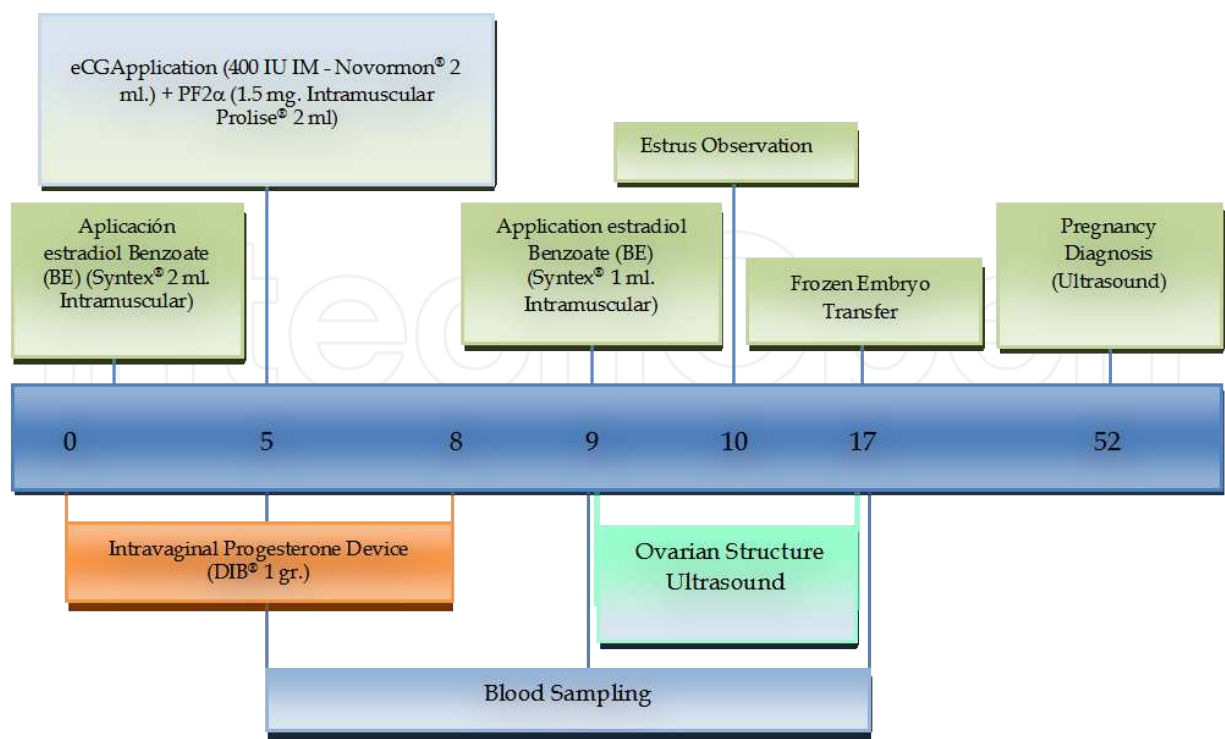 eCGApplication (400 IU IM - Novormon® 2
ml.) + PF2α (1.5 mg. Intramuscular
Prolise® 2 ml)
Estrus Observation
Aplicación
estradiol Benzoate
(BE) (Syntex® 2 ml.
Intramuscular)
Application estradiol
Benzoate (BE)
(Syntex® 1 ml.
Intramuscular)
Frozen Embryo
Transfer
Pregnancy
Diagnosis
(Ultrasound)
IntechOpen
0 5 8 9 10 17 52
Intravaginal Progesterone Device
(DIB® 1 gr.)
Ovarian Structure
Ultrasound
Blood Sampling